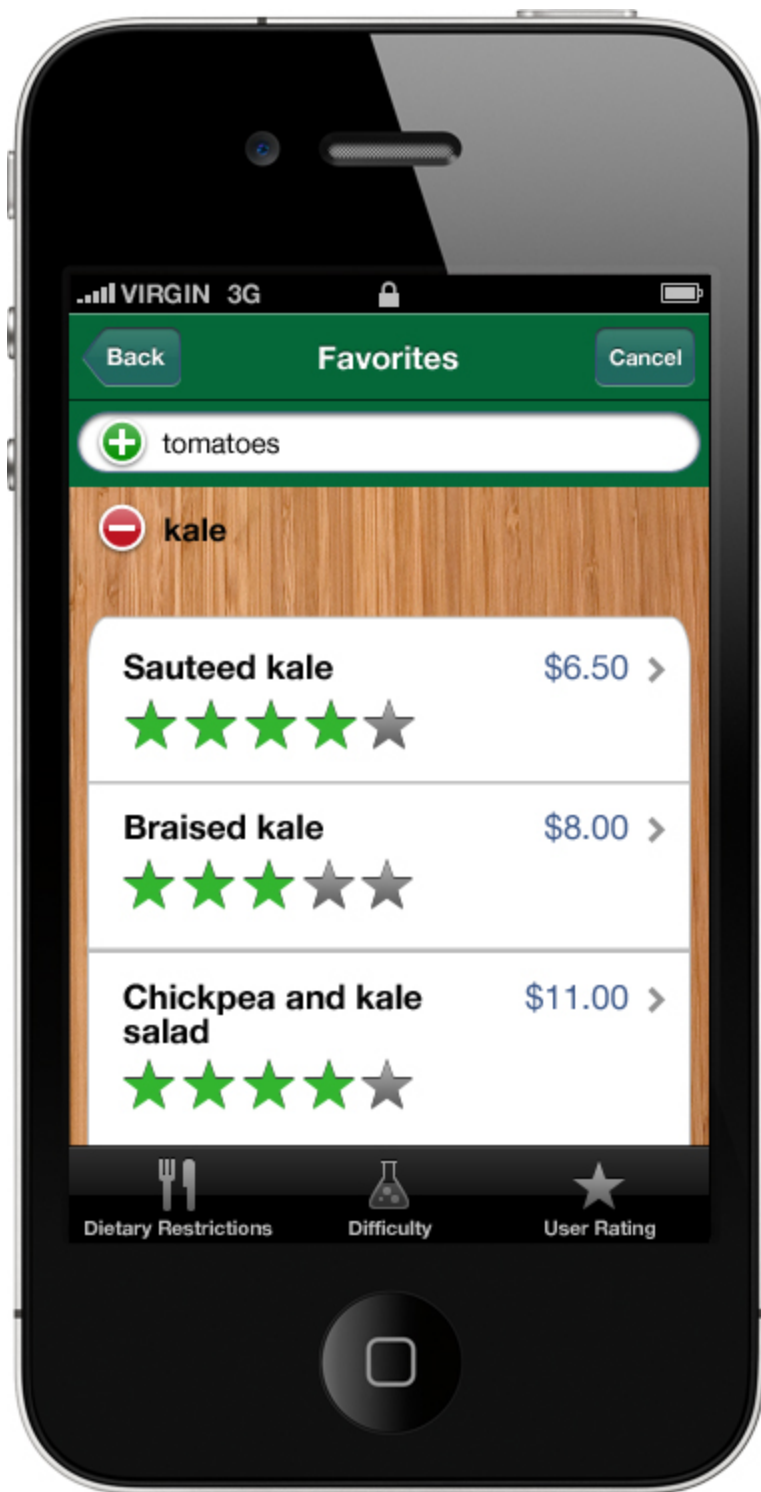 VIRGIN 3G
Back Favorites Cancel
tomatoes
kale
Sauteed kale $6.50
Braised kale $8.00
Chickpea and kale $11.00
salad
Dietary Restrictions Difficulty User Rating